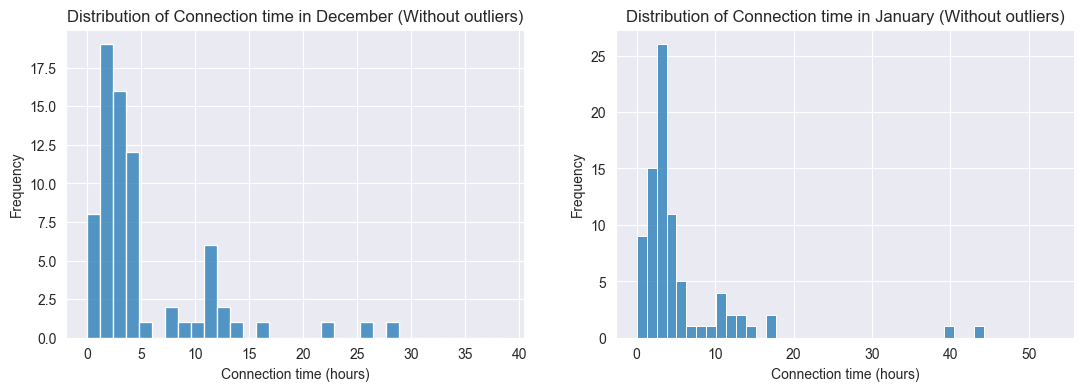 Distribution of Connection time in December (Without outliers)
Frequency
17.5
15.0
12.5
10.0
7.5
5.0
2.5
0.0
0 5 10 15 20 25 30 35 40
Connection time (hours)
Distribution of Connection time in January (Without outliers)
Frequency
25
20
15
10
5
0
0 10 20 30 40 50
Connection time (hours)